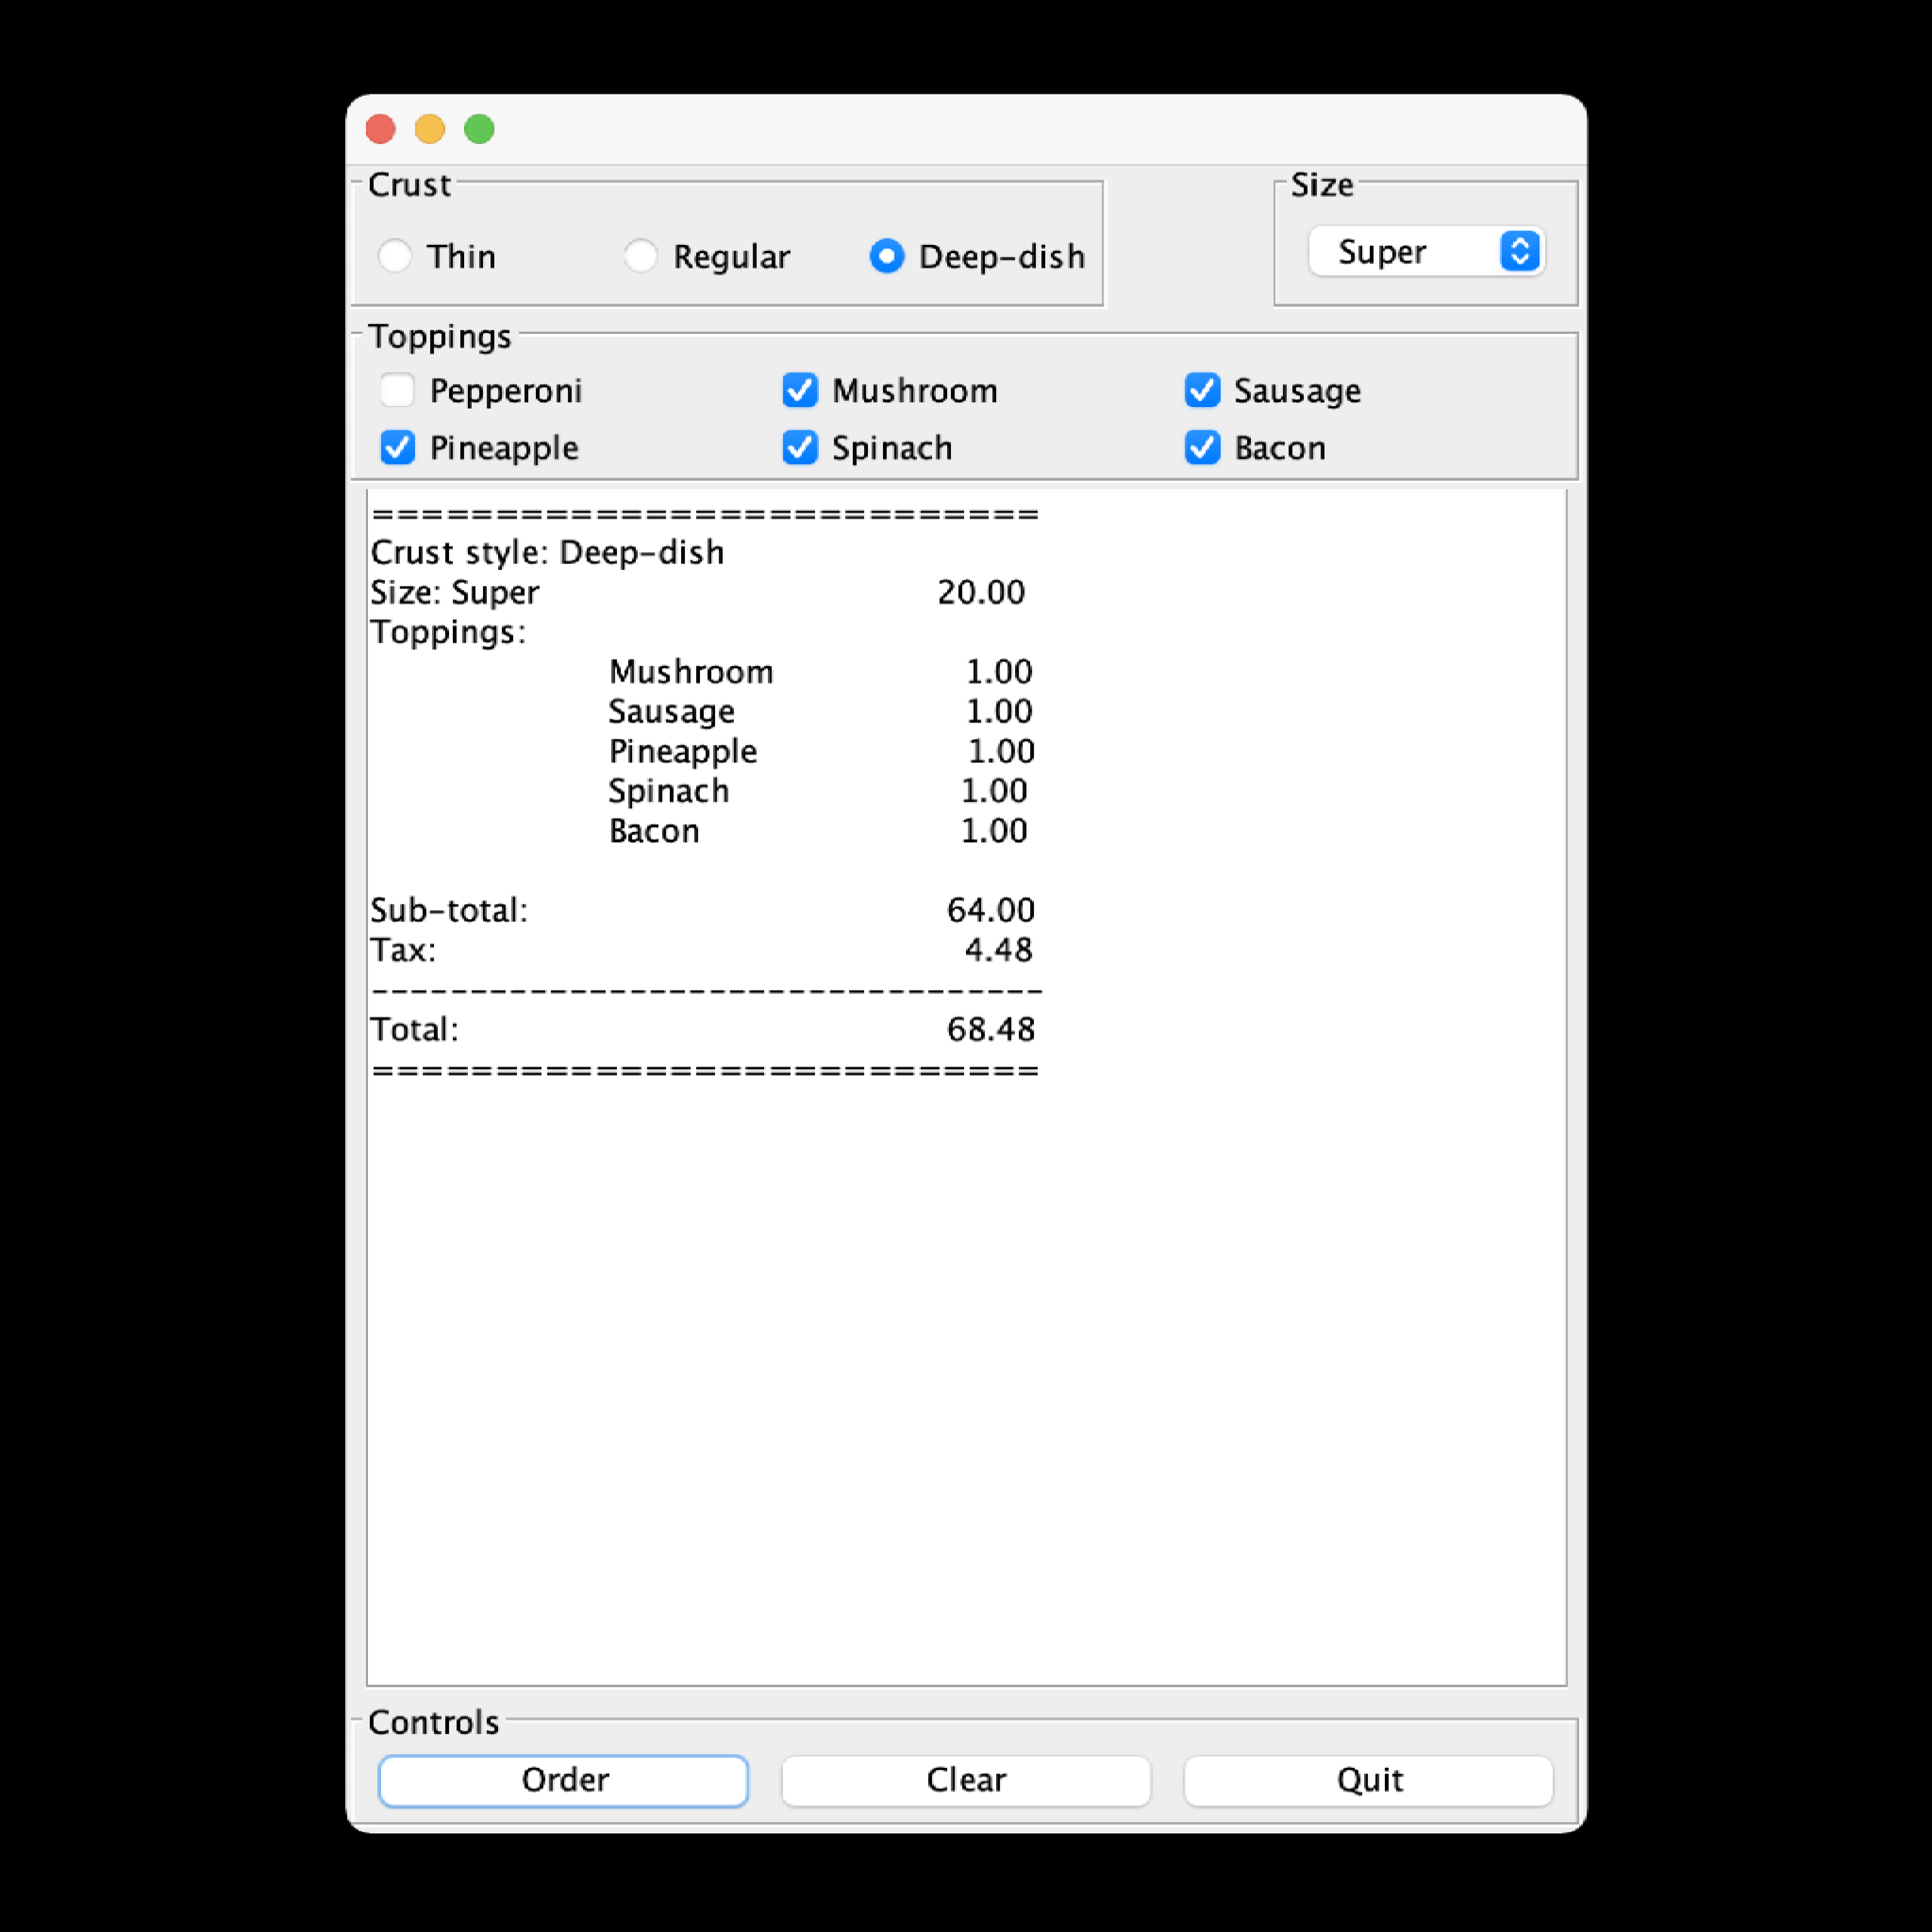 Crust
Size
Thin Regular Deep-dish
Super
Toppings
Pepperoni Mushroom Sausage
Pineapple Spinach Bacon
===========================
Crust style: Deep-dish
Size: Super 20.00
Toppings:
Mushroom 1.00
Sausage 1.00
Pineapple 1.00
Spinach 1.00
Bacon 1.00
Sub-total: 64.00
Tax: 4.48
----------------------------------
Total: 68.48
===========================
Controls
Order Clear Quit